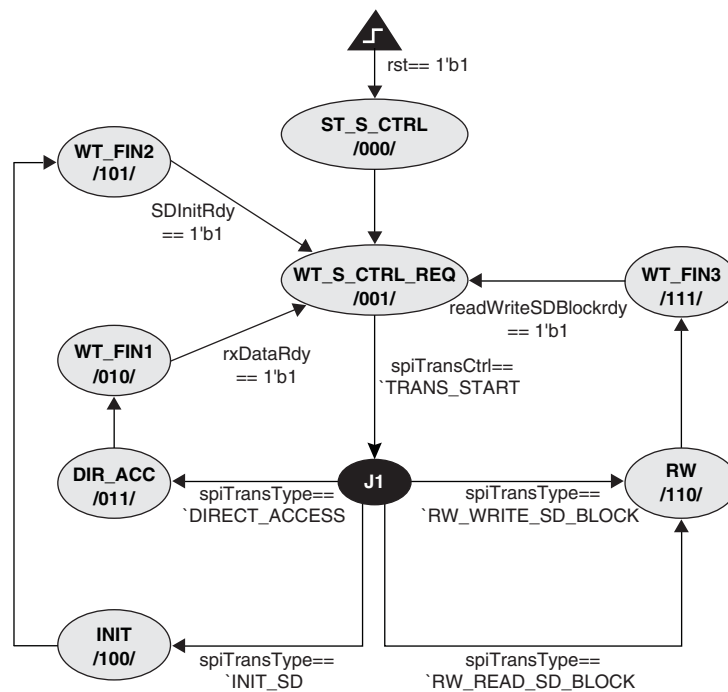 rst== 1'b1
ST_S_CTRL
/000/
WT_FIN2
/101/
SDInitRdy
== 1'b1
WT_S_CTRL_REQ
/001/
WT_FIN3
/111/
readWriteSDBlockrdy
== 1'b1
WT_FIN1
/010/
rxDataRdy
== 1'b1
spiTransCtrl==
`TRANS_START
DIR_ACC
/011/
spiTransType==
`DIRECT_ACCESS
J1
spiTransType==
`RW_WRITE_SD_BLOCK
RW
/110/
INIT
/100/
spiTransType==
`INIT_SD
spiTransType==
`RW_READ_SD_BLOCK